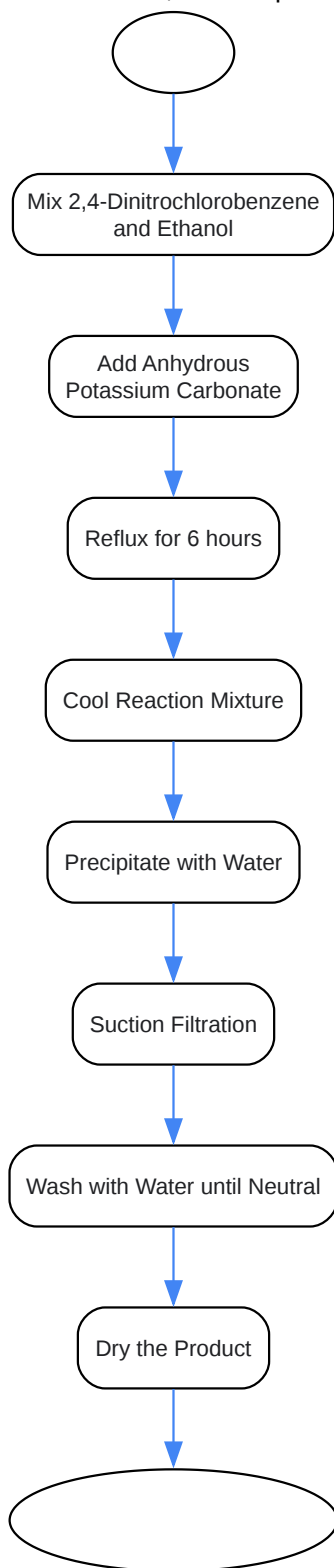 Mix 2,4-Dinitrochlorobenzene
and Ethanol
Add Anhydrous
Potassium Carbonate
Reflux for 6 hours
Cool Reaction Mixture
Precipitate with Water
Suction Filtration
Wash with Water until Neutral
Dry the Product